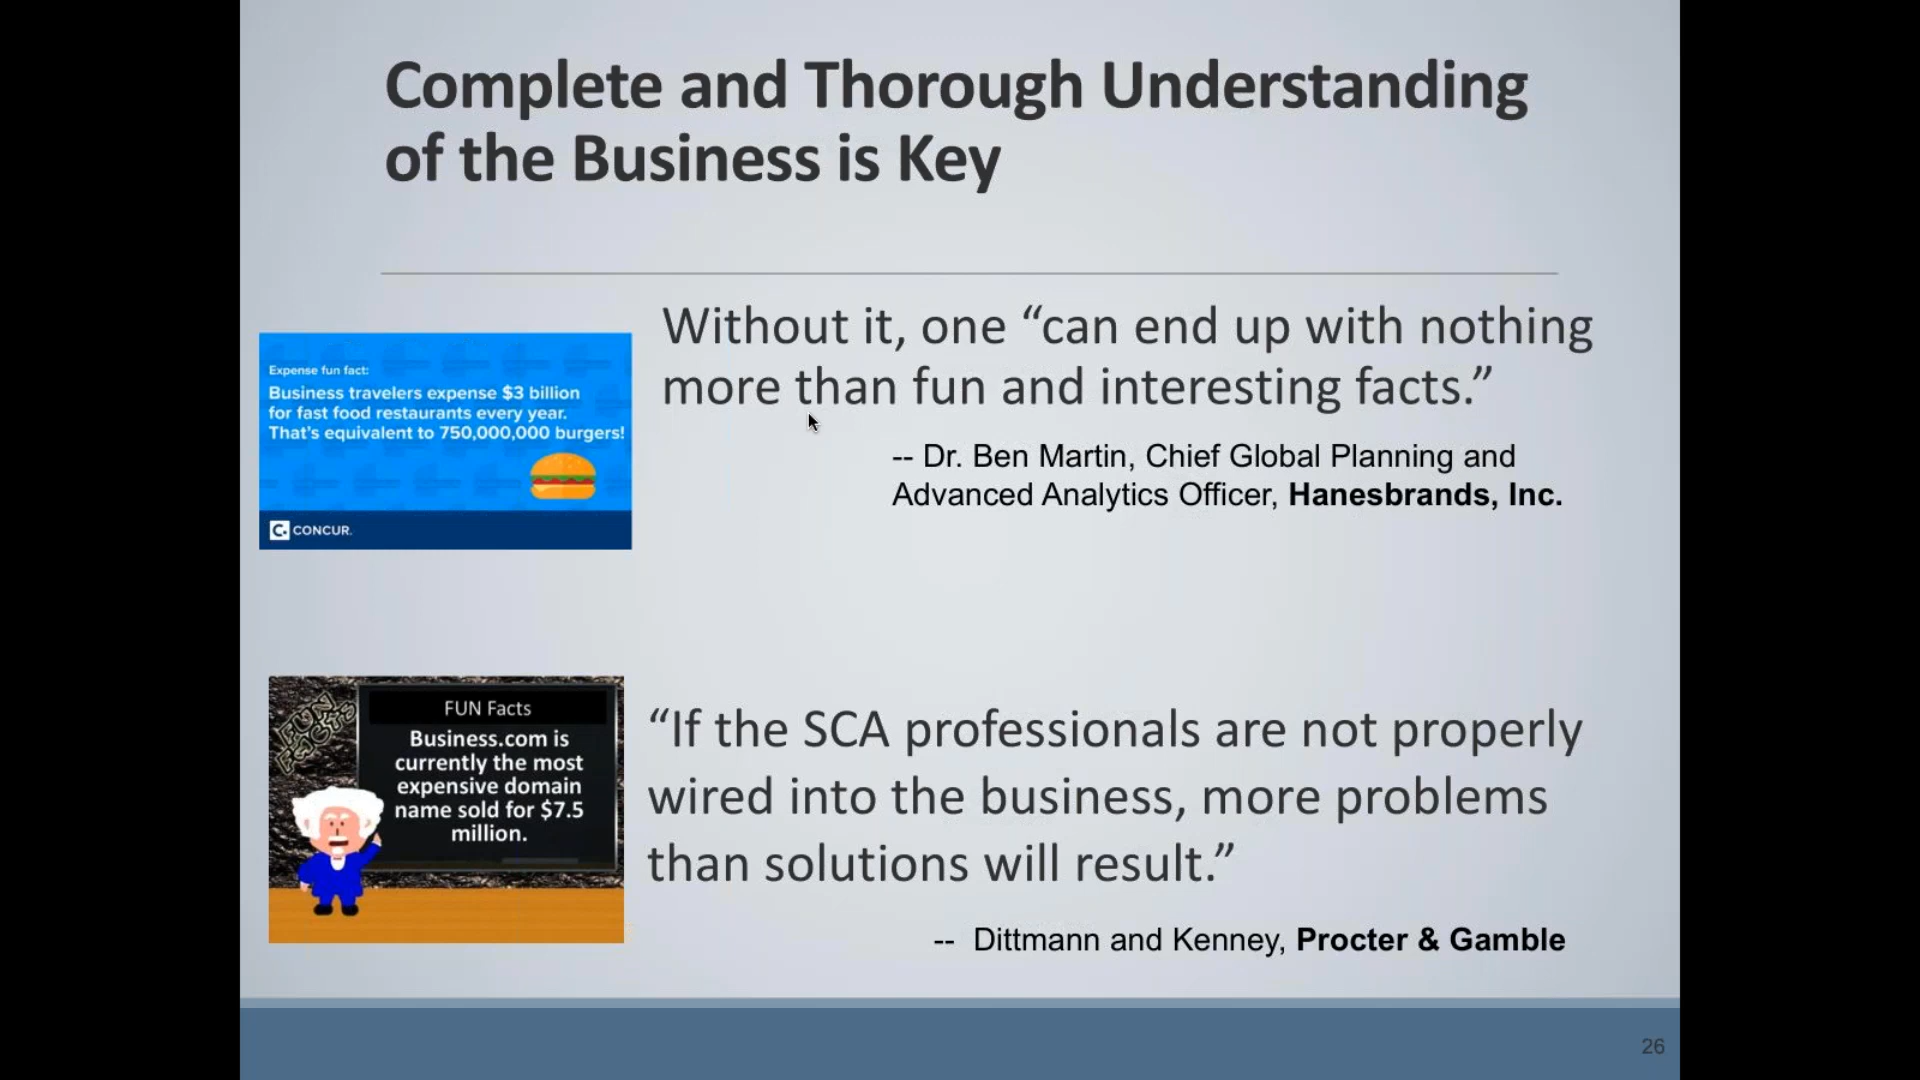 Complete and Thorough Understanding
of the Business is Key
Without it, one “can end up with nothing
more than fun and interesting facts.”
-- Dr. Ben Martin, Chief Global Planning and
Advanced Analytics Officer, Hanesbrands, Inc.
Expense fun fact:
Business travelers expense $3 billion
for fast food restaurants every year.
That’s equivalent to 750,000,000 burgers!
C. CONCUR.
FUN FACTS
FUN Facts
Business.com is
currently the most
expensive domain
name sold for $7.5
million.
“If the SCA professionals are not properly
wired into the business, more problems
than solutions will result.”
-- Dittmann and Kenney, Procter & Gamble
26